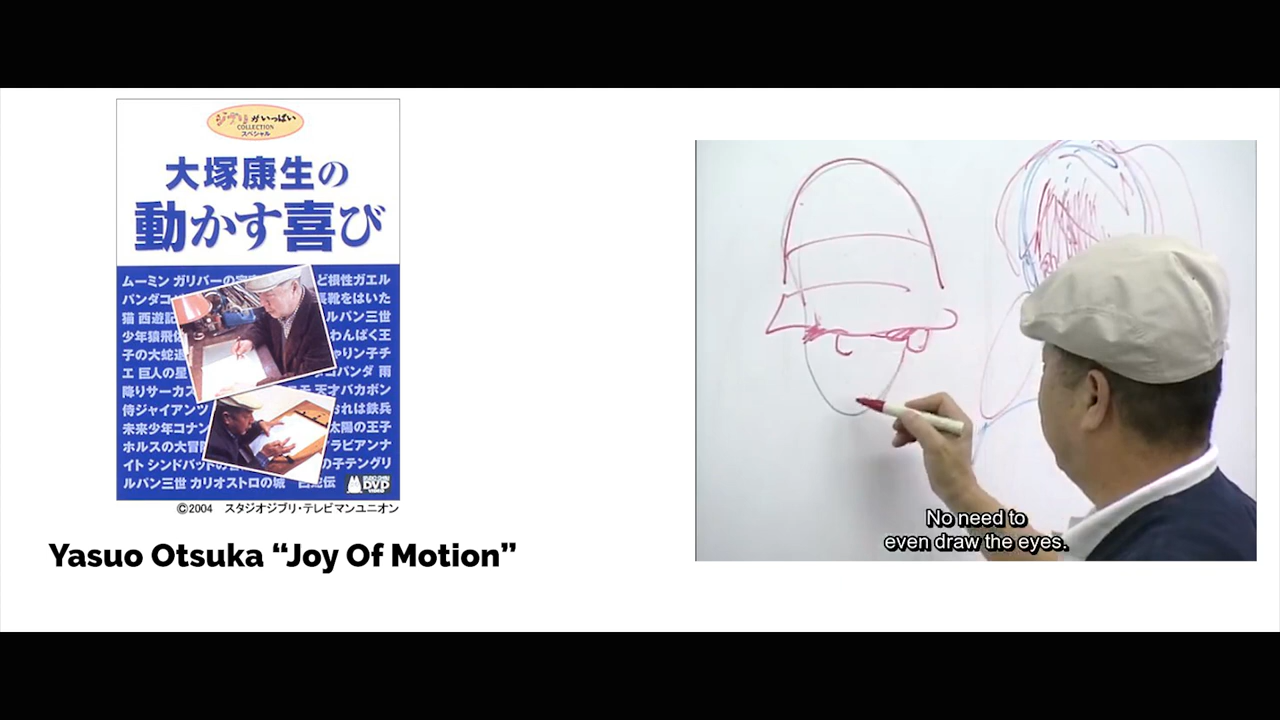 ジブリがいっぱい
COLLECTION
スペシャル
大塚康生の
動かす喜び
ムーミン ガリバーの ど根性ガエル
パンダコ 長靴をはいた
猫 西遊記 ルパン三世
少年猿飛佐 わんぱく王
子の大蛇退 チ
エ 巨人の星 パンダ 雨
降りサーカス 天才バカボン
侍ジャイアンツ おれは鉄兵
未来少年コナン 太陽の王子
ホルスの大冒険 アラビアンナ
イト シンドバッドの の子テングリ
ルパン三世 カリオストロの城 白蛇伝
DVD
©2004 スタジオジブリ・テレビマンユニオン
Yasuo Otsuka “Joy Of Motion”
No need to
even draw the eyes.